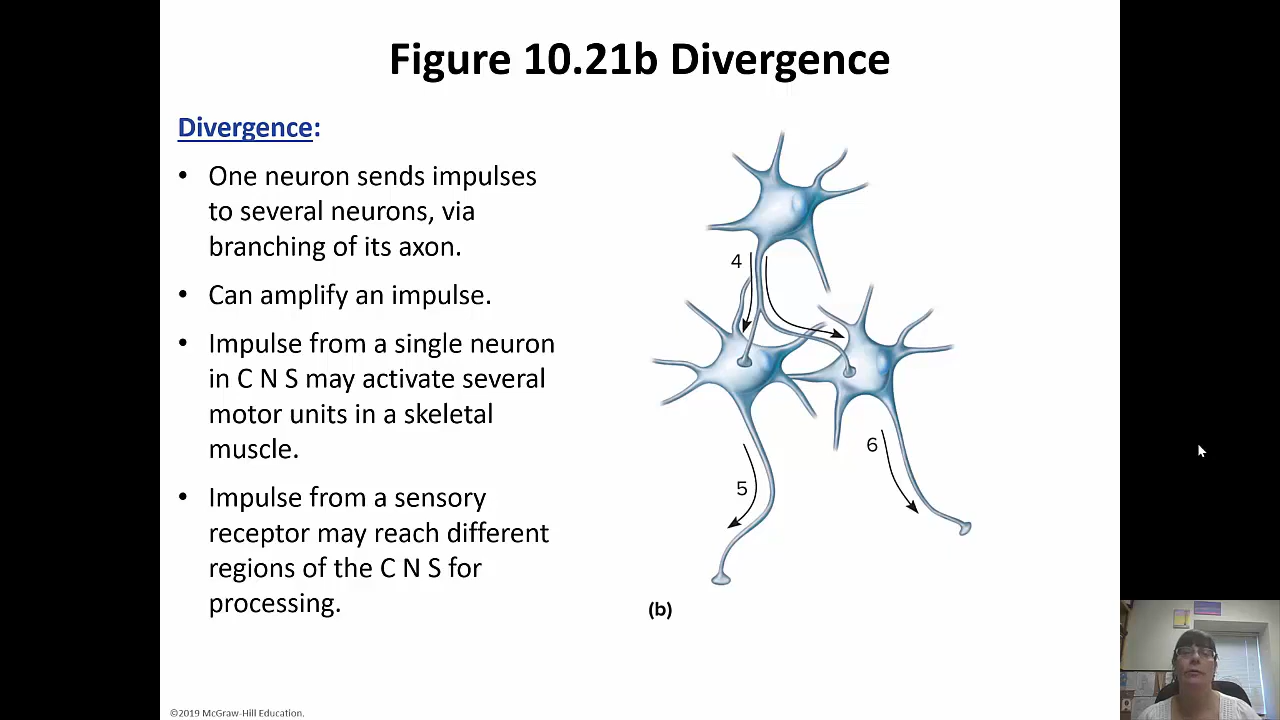 Figure 10.21b Divergence
Divergence:
• One neuron sends impulses
to several neurons, via
branching of its axon.
• Can amplify an impulse.
• Impulse from a single neuron
in C N S may activate several
motor units in a skeletal
muscle.
• Impulse from a sensory
receptor may reach different
regions of the C N S for
processing.
4
5
6
(b)
©2019 McGraw-Hill Education.